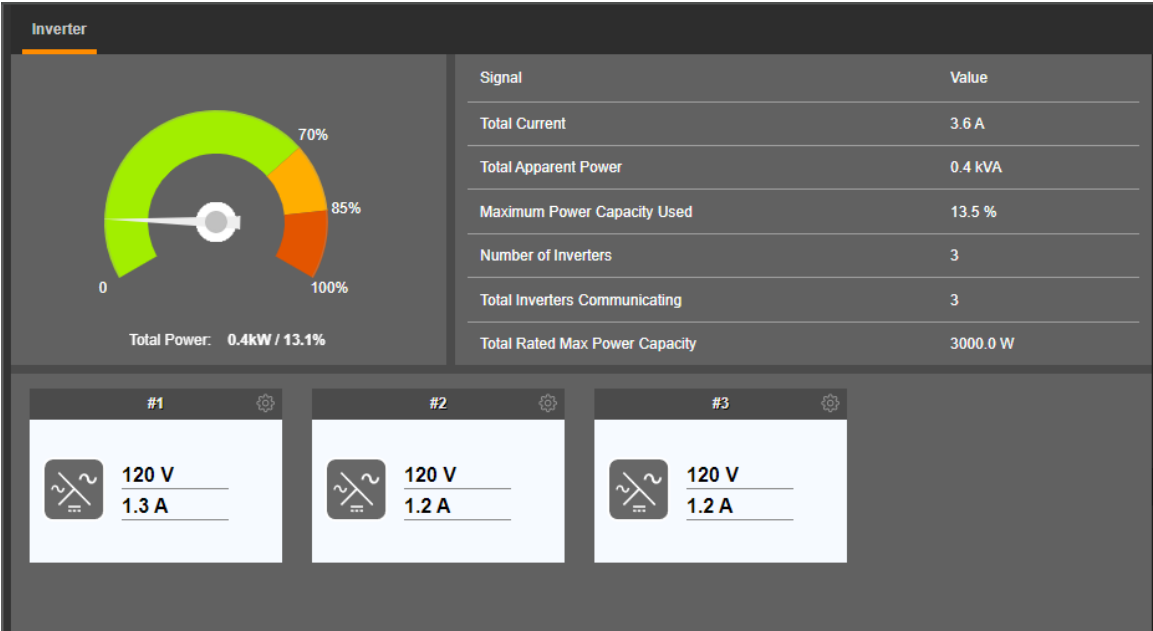 Inverter
70%
85%
0
100%
Total Power: 0.4kW / 13.1%
Signal Value
Total Current 3.6 A
Total Apparent Power 0.4 kVA
Maximum Power Capacity Used 13.5 %
Number of Inverters 3
Total Inverters Communicating 3
Total Rated Max Power Capacity 3000.0 W
#1
120 V
1.3 A
#2
120 V
1.2 A
#3
120 V
1.2 A